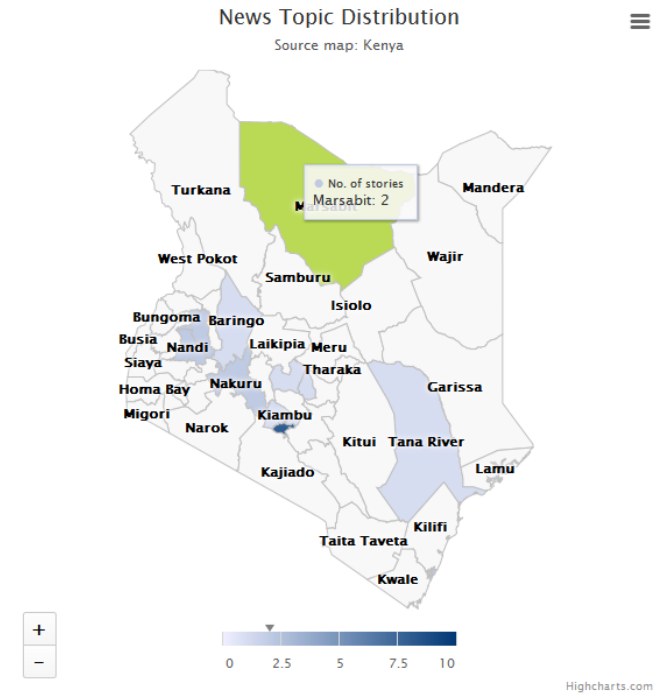 News Topic Distribution
Source map: Kenya
Turkana
Mandera
No. of stories
Marsabit: 2
Wajir
West Pokot
Samburu
Isiolo
Bungoma
Baringo
Busia
Nandi
Laikipia
Meru
Siaya
Tharaka
Homa Bay
Nakuru
Garissa
Migori
Kiambu
Narok
Kitui
Tana River
Kajiado
Lamu
Kilifi
Taita Taveta
Kwale
+
−
0 2.5 5 7.5 10
Highcharts.com